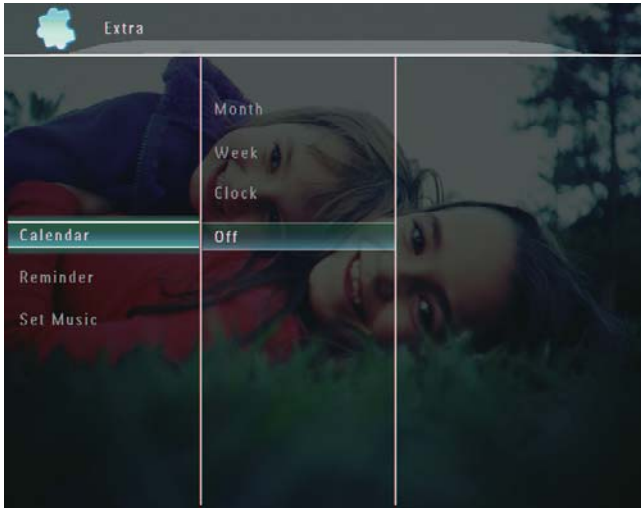 Extra
Month
Week
Clock
Calendar
Off
Reminder
Set Music